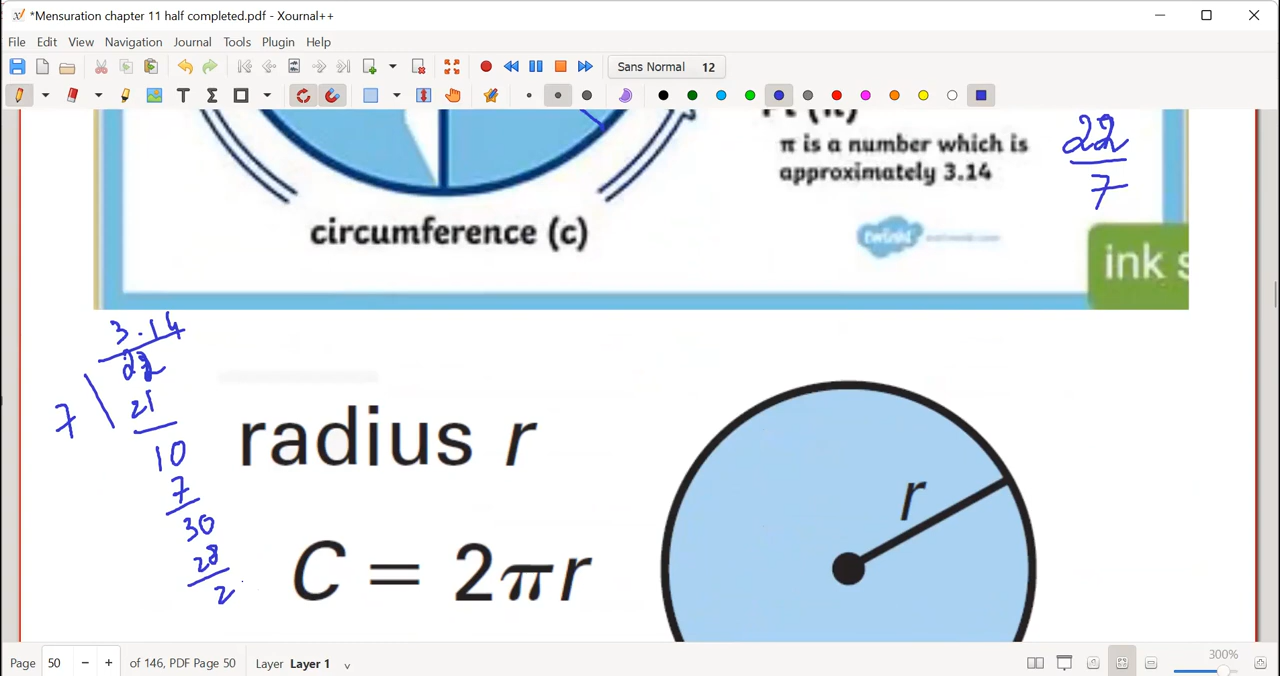 *Mensuration chapter 11 half completed.pdf - Xournal++
File Edit View Navigation Journal Tools Plugin Help
Sans Normal 12
π is a number which is
approximately 3.14
22
7
circumference (c)
twinkl
ink s
3.14
7 22
21
10
7
30
28
2
radius r
r
C = 2πr
Page 50 of 146, PDF Page 50 Layer Layer 1 300%